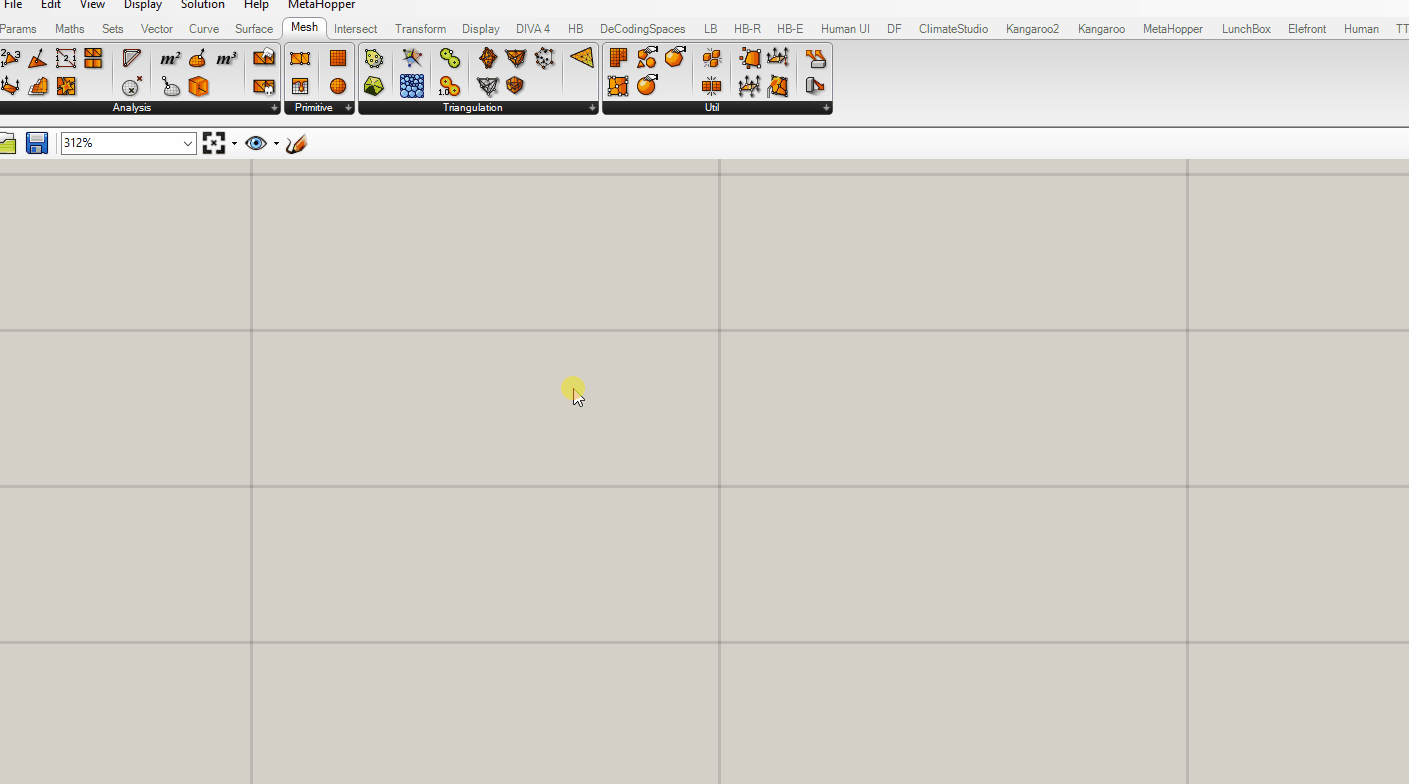 File Edit View Display Solution Help MetaHopper
Params Maths Sets Vector Curve Surface Mesh Intersect Transform Display DIVA 4 HB DeCodingSpaces LB HB-R HB-E Human UI DF ClimateStudio Kangaroo2 Kangaroo MetaHopper LunchBox Elefront Human TT
m² m³
1.0
Analysis Primitive Triangulation Util
312%